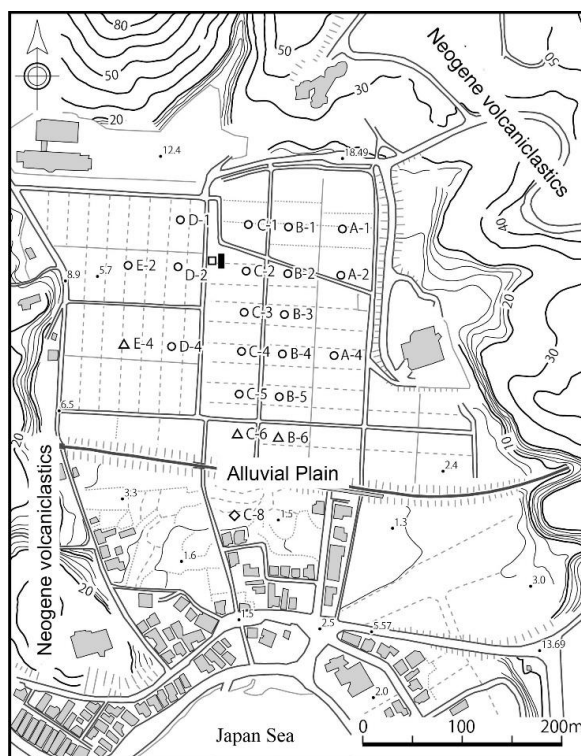 80
50
20
50
30
Neogene volcaniclastics
50
40
20
30
10
12.4
18.49
D-1
C-1
B-1
A-1
E-2
D-2
C-2
B-2
A-2
8.9
5.7
C-3
B-3
E-4
D-4
C-4
B-4
A-4
C-5
B-5
6.5
C-6
B-6
20
Neogene volcaniclastics
Alluvial Plain
2.4
3.3
C-8
1.5
1.3
1.6
3.0
20
1.5
2.5
5.57
13.69
2.0
Japan Sea
0 100 200m